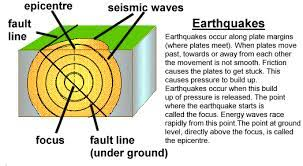 epicentre
seismic waves
fault
line
focus
fault line
(under ground)
Earthquakes
Earthquakes occur along plate margins
(where plates meet). When plates move
past, towards or away from each other
the movement is not smooth. Friction
causes the plates to get stuck. This
causes pressure to build up.
Earthquakes occur when this build
up of pressure is released. The point
where the earthquake starts is
called the focus. Energy waves race
rapidly from this point.The point at ground
level, directly above the focus, is called
the epicentre.